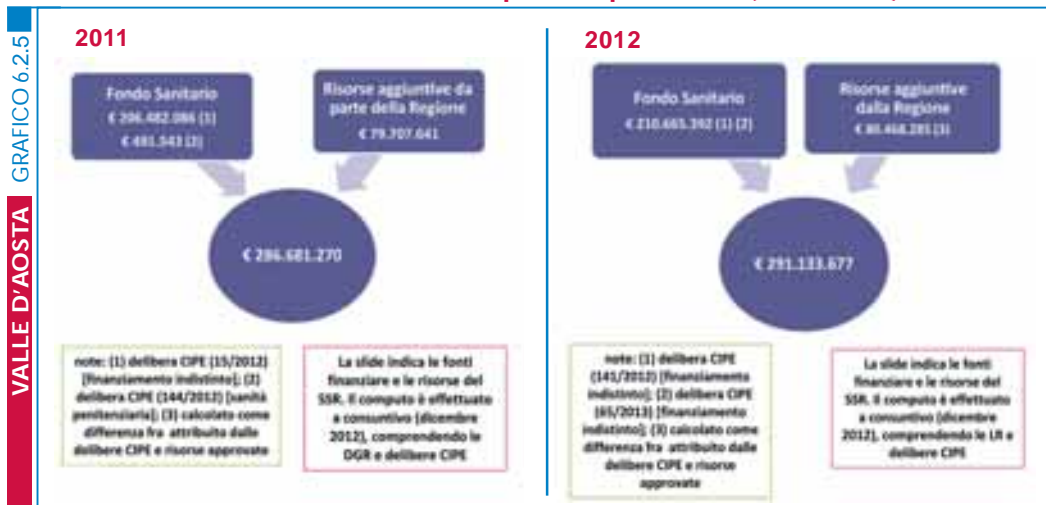 GRAFICO 6.2.5
VALLE D'AOSTA
2011
Fondo Sanitario
€ 206.482.086 (1)
€ 491.543 (2)
Risorse aggiuntive da
parte della Regione
€ 79.707.641
€ 286.681.270
note: (1) delibera CIPE (15/2012)
[finanziamento indistinto]; (2)
delibera CIPE (144/2012) [sanità
penitenziaria]; (3) calcolato come
differenza fra attribuito dalle
delibere CIPE e risorse approvate
La slide indica le fonti
finanziare e le risorse del
SSR. Il computo è effettuato
a consuntivo (dicembre
2012), comprendendo le
DGR e delibere CIPE
2012
Fondo Sanitario
€ 210.665.392 (1) (2)
Risorse aggiuntive
dalla Regione
€ 80.468.285 (3)
€ 291.133.677
note: (1) delibera CIPE
(141/2012) [finanziamento
indistinto]; (2) delibera CIPE
(65/2013) [finanziamento
indistinto]; (3) calcolato come
differenza fra attribuito dalle
delibere CIPE e risorse
approvate
La slide indica le fonti
finanziare e le risorse del
SSR. Il computo è effettuato
a consuntivo (dicembre
2012), comprendendo le LR e
delibere CIPE